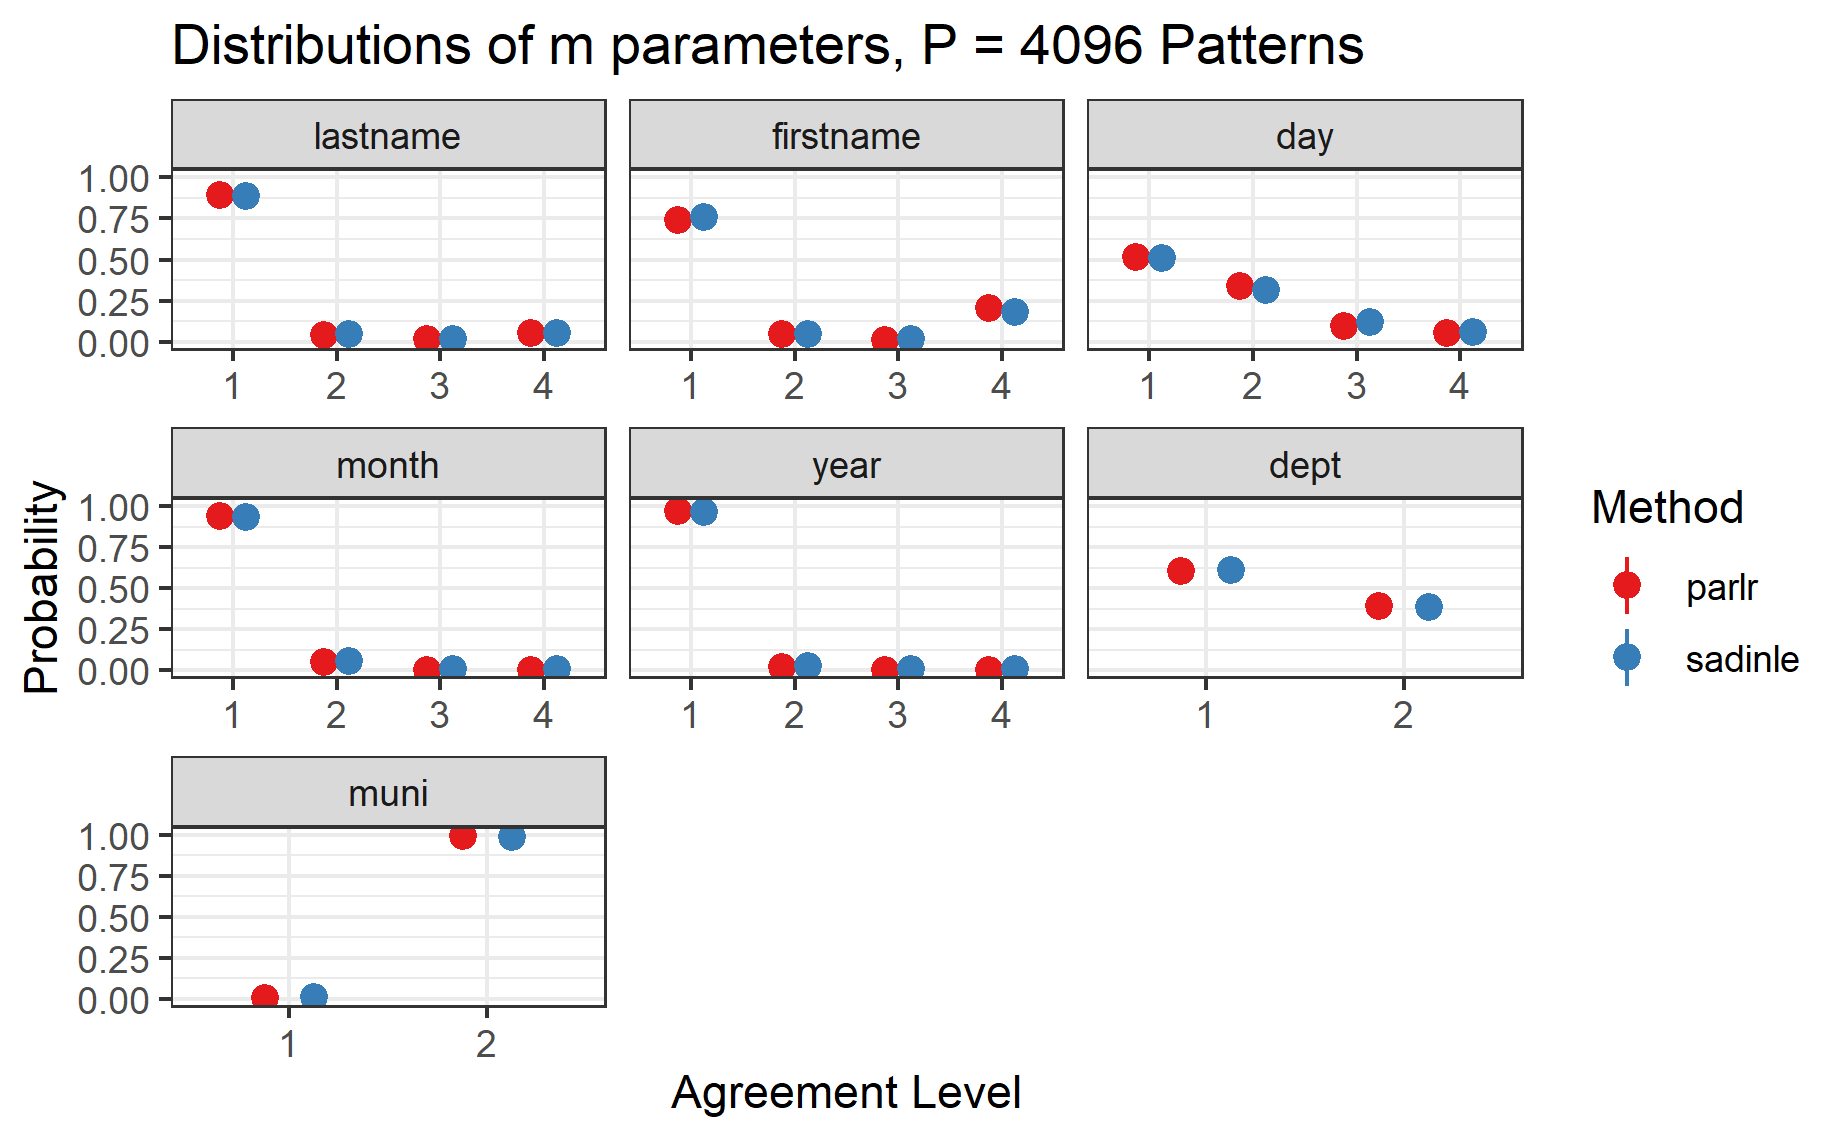 Distributions of m parameters, P = 4096 Patterns
lastname
firstname
day
1.00
0.75
0.50
0.25
0.00
1 2 3 4
1 2 3 4
1 2 3 4
month
year
dept
1.00
0.75
0.50
0.25
0.00
1 2 3 4
1 2 3 4
1 2
muni
1.00
0.75
0.50
0.25
0.00
1 2
Probability
Agreement Level
Method
parlr
sadinle